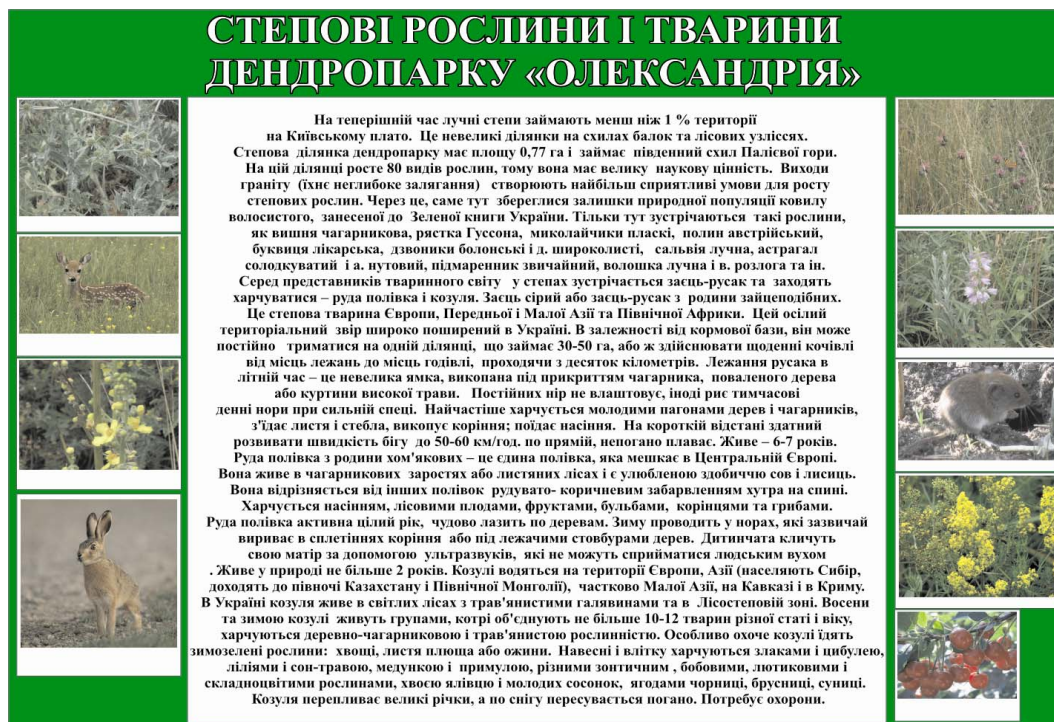 СТЕПОВІ РОСЛИНИ І ТВАРИНИ
ДЕНДРОПАРКУ «ОЛЕКСАНДРІЯ»
На теперішній час лучні степи займають менш ніж 1 % території
на Київському плато. Це невеликі ділянки на схилах балок та лісових узліссях.
Степова ділянка дендропарку має площу 0,77 га і займає південний схил Палієвої гори.
На цій ділянці росте 80 видів рослин, тому вона має велику наукову цінність. Виходи
граніту (їхнє неглибоке залягання) створюють найбільш сприятливі умови для росту
степових рослин. Через це, саме тут збереглися залишки природної популяції ковилу
волосистого, занесеної до Зеленої книги України. Тільки тут зустрічаються такі рослини,
як вишня чагарникова, рястка Гуссона, миколайчики пласкі, полин австрійський,
буквиця лікарська, дзвоники болонські і д. широколисті, сальвія лучна, астрагал
солодкуватий і а. нутовий, підмаренник звичайний, волошка лучна і в. розлога та ін.
Серед представників тваринного світу у степах зустрічається заєць-русак та заходять
харчуватися – руда полівка і козуля. Заєць сірий або заєць-русак з родини зайцеподібних.
Це степова тварина Європи, Передньої і Малої Азії та Північної Африки. Цей осілий
територіальний звір широко поширений в Україні. В залежності від кормової бази, він може
постійно триматися на одній ділянці, що займає 30-50 га, або ж здійснювати щоденні кочівлі
від місць лежань до місць годівлі, проходячи з десяток кілометрів. Лежання русака в
літній час – це невелика ямка, викопана під прикриттям чагарника, поваленого дерева
або куртини високої трави. Постійних нір не влаштовує, іноді риє тимчасові
денні нори при сильній спеці. Найчастіше харчується молодими пагонами дерев і чагарників,
з'їдає листя і стебла, викопує коріння; поїдає насіння. На короткій відстані здатний
розвивати швидкість бігу до 50-60 км/год. по прямій, непогано плаває. Живе – 6-7 років.
Руда полівка з родини хом'якових – це єдина полівка, яка мешкає в Центральній Європі.
Вона живе в чагарникових заростях або листяних лісах і є улюбленою здобиччю сов і лисиць.
Вона відрізняється від інших полівок рудувато- коричневим забарвленням хутра на спині.
Харчується насінням, лісовими плодами, фруктами, бульбами, корінцями та грибами.
Руда полівка активна цілий рік, чудово лазить по деревам. Зиму проводить у норах, які зазвичай
вириває в сплетіннях коріння або під лежачими стовбурами дерев. Дитинчата кличуть
свою матір за допомогою ультразвуків, які не можуть сприйматися людським вухом
. Живе у природі не більше 2 років. Козулі водяться на території Європи, Азії (населяють Сибір,
доходять до півночі Казахстану і Північної Монголії), частково Малої Азії, на Кавказі і в Криму.
В Україні козуля живе в світлих лісах з трав'янистими галявинами та в Лісостеповій зоні. Восени
та зимою козулі живуть групами, котрі об'єднують не більше 10-12 тварин різної статі і віку,
харчуються деревно-чагарниковою і трав'янистою рослинністю. Особливо охоче козулі їдять
зимозелені рослини: хвощі, листя плюща або ожини. Навесні і влітку харчуються злаками і цибулею,
ліліями і сон-травою, медункою і примулою, різними зонтичним , бобовими, лютиковими і
складноцвітими рослинами, хвоєю ялівцю і молодих сосонок, ягодами чорниці, брусниці, суниці.
Козуля перепливає великі річки, а по снігу пересувається погано. Потребує охорони.